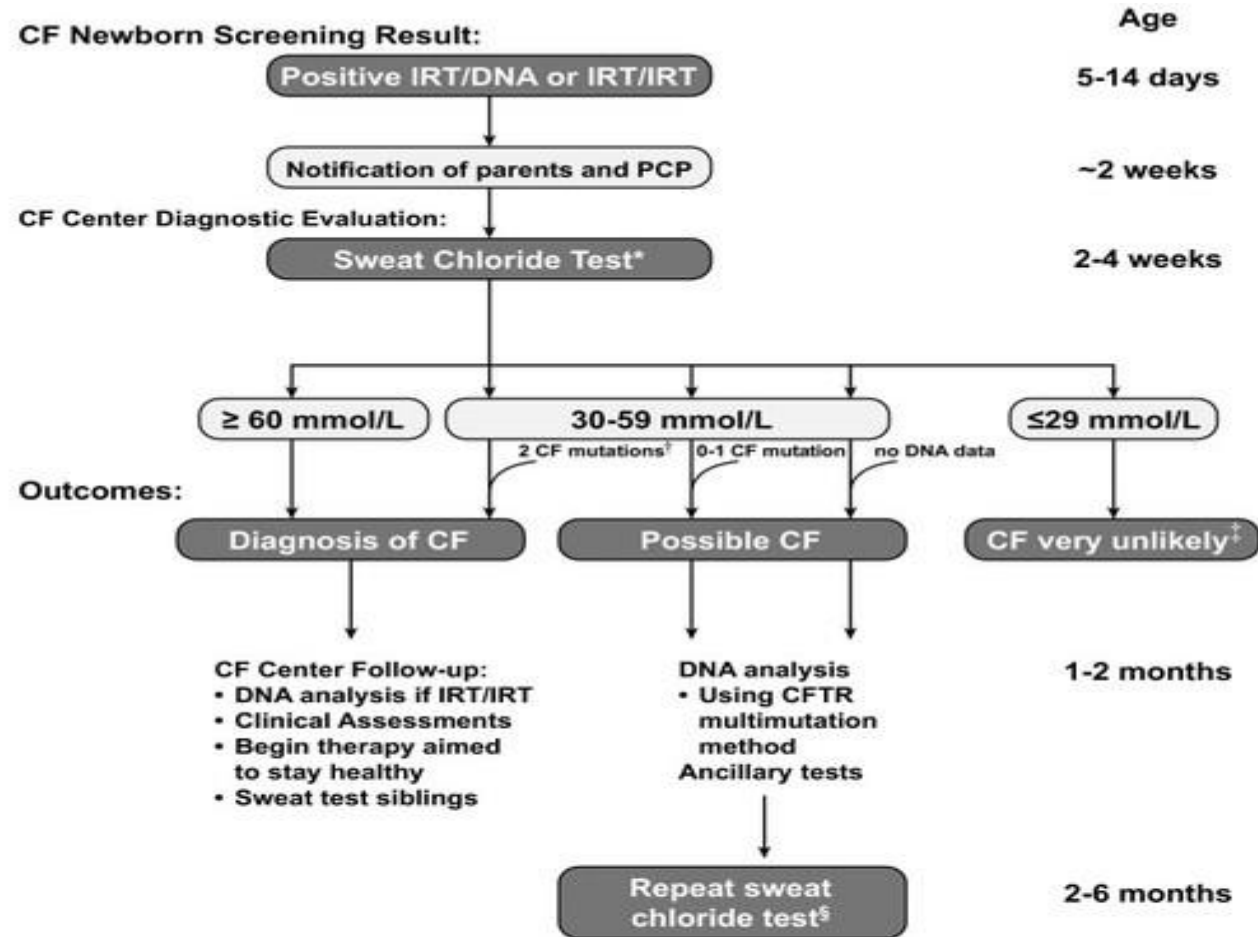 Age
CF Newborn Screening Result:
Positive IRT/DNA or IRT/IRT
5-14 days
Notification of parents and PCP
~2 weeks
CF Center Diagnostic Evaluation:
Sweat Chloride Test*
2-4 weeks
≥ 60 mmol/L
30-59 mmol/L
≤29 mmol/L
2 CF mutations†
0-1 CF mutation
no DNA data
Outcomes:
Diagnosis of CF
Possible CF
CF very unlikely‡
CF Center Follow-up:
• DNA analysis if IRT/IRT
• Clinical Assessments
• Begin therapy aimed
to stay healthy
• Sweat test siblings
DNA analysis
• Using CFTR
multimutation
method
Ancillary tests
1-2 months
Repeat sweat
chloride test§
2-6 months